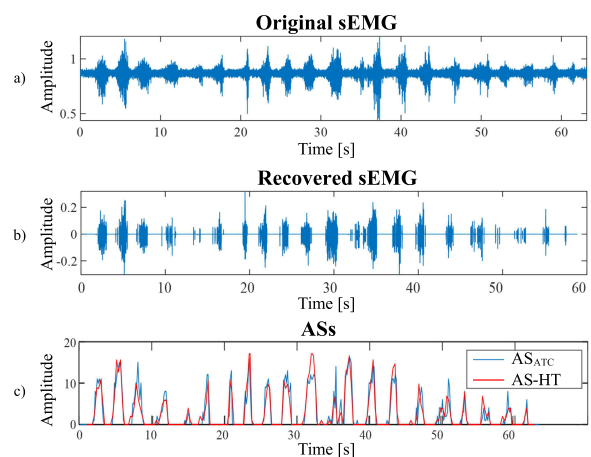 Original sEMG
a)
Amplitude
1
0.5
0 10 20 30 40 50 60
Time [s]
Recovered sEMG
b)
Amplitude
0.2
0
-0.2
0 10 20 30 40 50 60
Time [s]
ASs
c)
Amplitude
20
10
0
AS_ATC
AS-HT
0 10 20 30 40 50 60
Time [s]